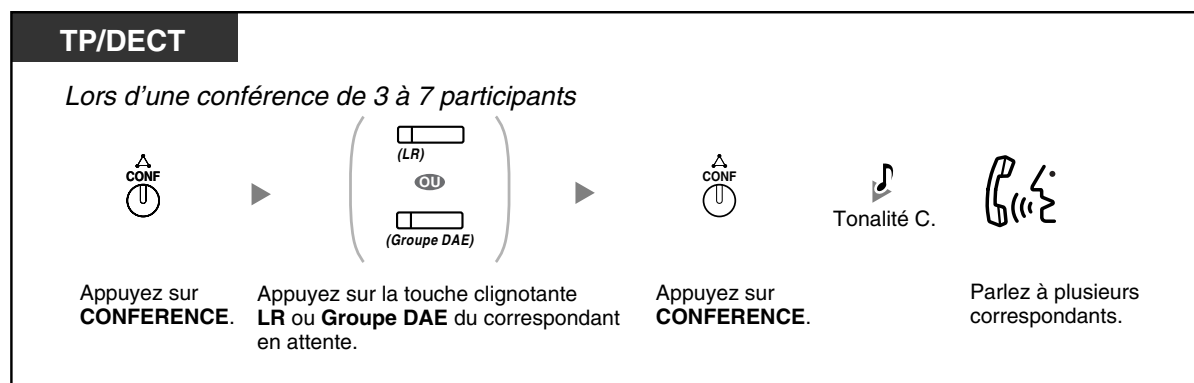 TP/DECT
Lors d'une conférence de 3 à 7 participants
CONF
(LR)
OU
(Groupe DAE)
CONF
Tonalité C.
Appuyez sur
CONFERENCE.
Appuyez sur la touche clignotante
LR ou Groupe DAE du correspondant
en attente.
Appuyez sur
CONFERENCE.
Parlez à plusieurs
correspondants.